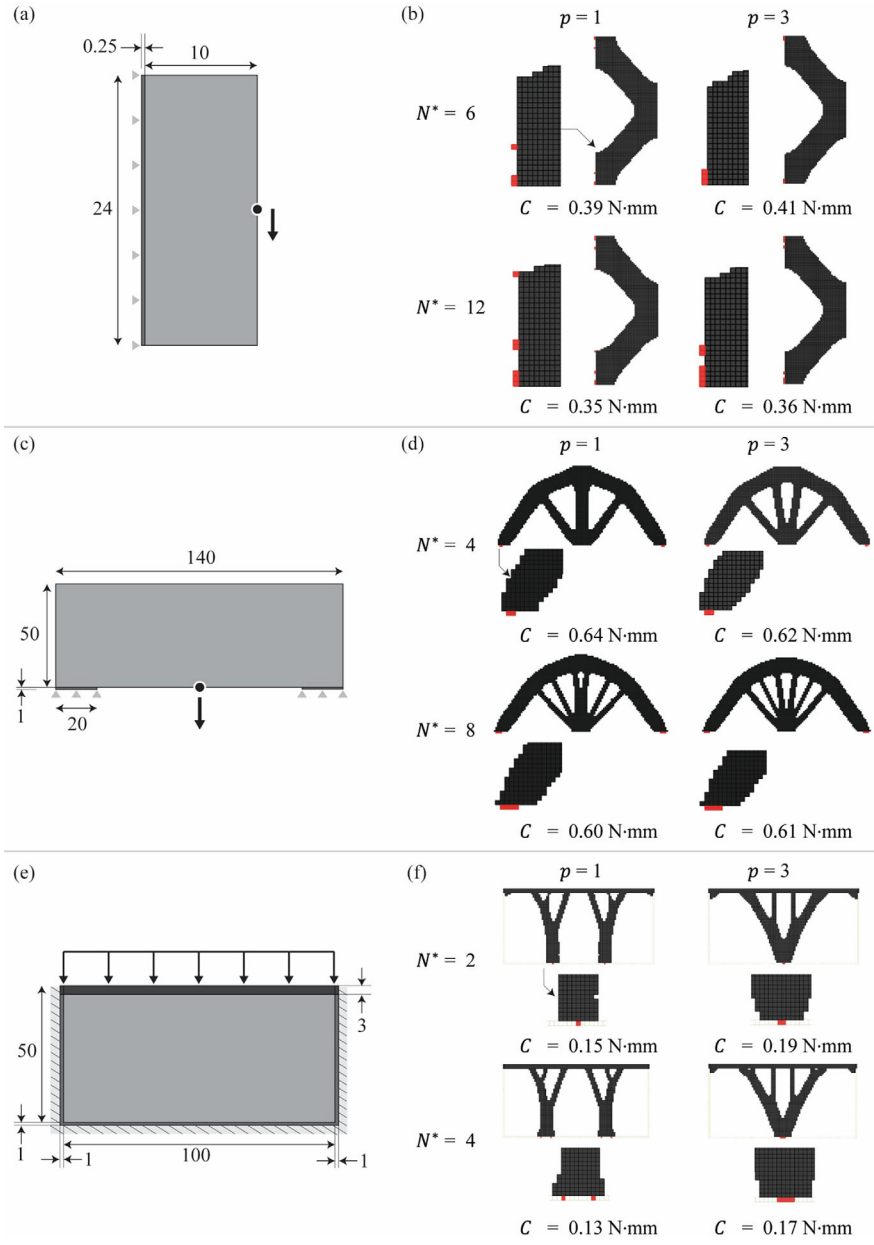 (a)
0.25
10
24
(b)
p = 1
p = 3
N* = 6
C = 0.39 N·mm
C = 0.41 N·mm
N* = 12
C = 0.35 N·mm
C = 0.36 N·mm
(c)
140
50
1
20
(d)
p = 1
p = 3
N* = 4
C = 0.64 N·mm
C = 0.62 N·mm
N* = 8
C = 0.60 N·mm
C = 0.61 N·mm
(e)
50
3
1
1
100
1
(f)
p = 1
p = 3
N* = 2
C = 0.15 N·mm
C = 0.19 N·mm
N* = 4
C = 0.13 N·mm
C = 0.17 N·mm